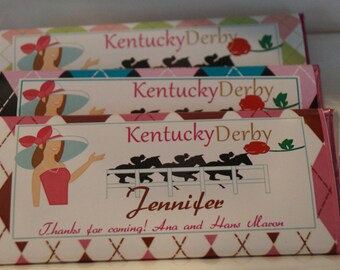 KentuckyDerby
KentuckyDerby
KentuckyDerby
Jennifer
Thanks for coming! Ana and Hans Maron